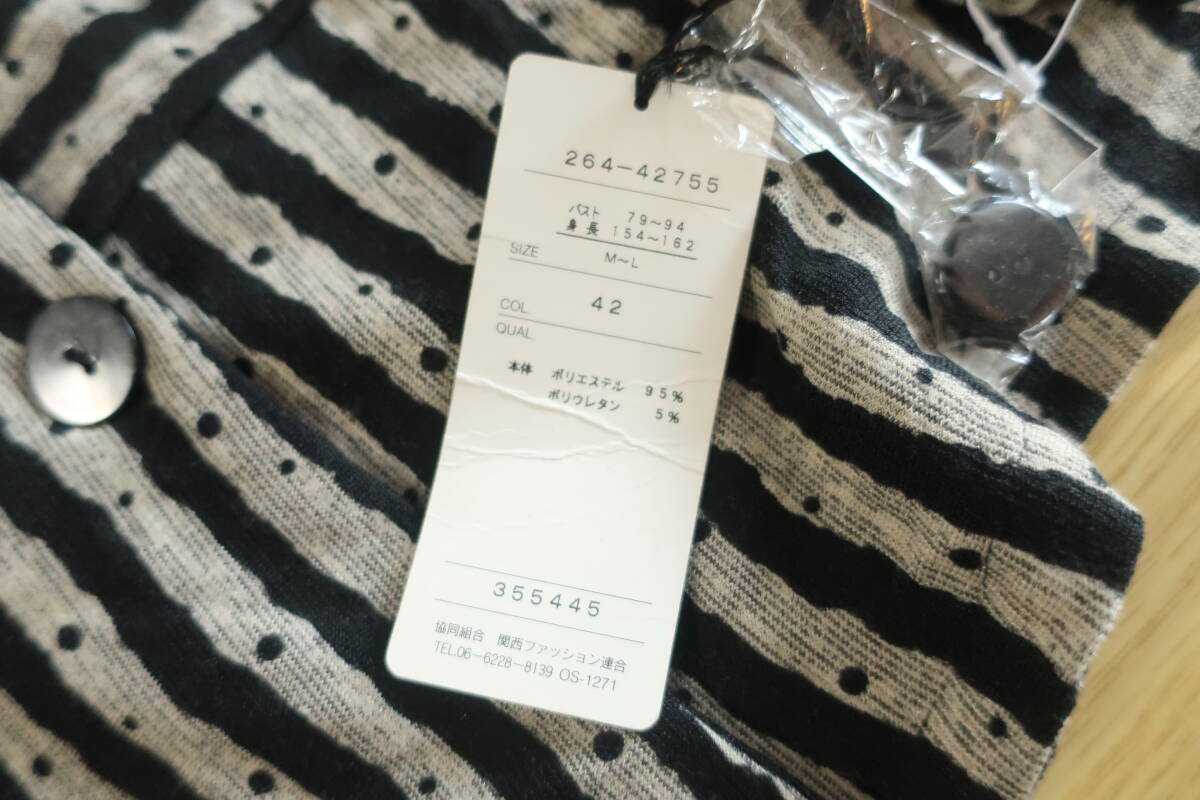 264-42755
バスト 79～94
身長 154～162
SIZE M～L
COL. 42
QUAL.
本体 ポリエステル 95%
ポリウレタン 5%
355445
協同組合 関西ファッション連合
TEL.06-6228-8139 OS-1271